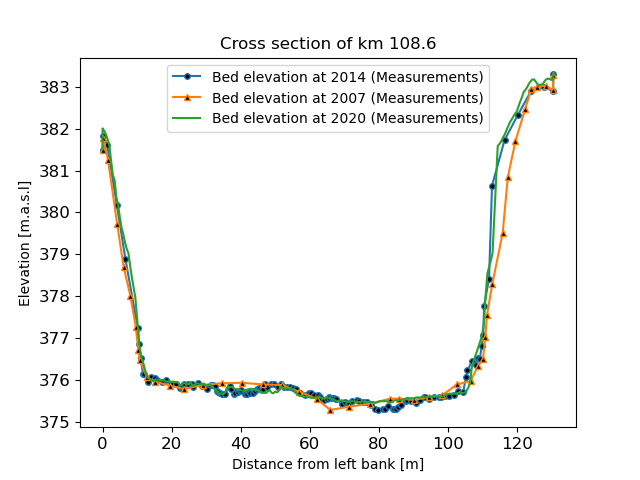 Cross section of km 108.6
Bed elevation at 2014 (Measurements)
Bed elevation at 2007 (Measurements)
Bed elevation at 2020 (Measurements)
Elevation [m.a.s.l]
383
382
381
380
379
378
377
376
375
0 20 40 60 80 100 120
Distance from left bank [m]